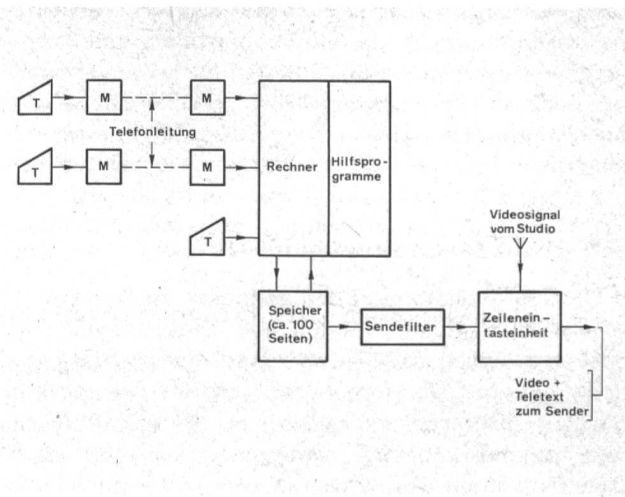 T
M
M
Telefonleitung
T
M
M
Rechner
Hilfspro-
gramme
T
Videosignal
vom Studio
Speicher
(ca. 100
Seiten)
Sendefilter
Zeilenein-
tasteinheit
Video +
Teletext
zum Sender